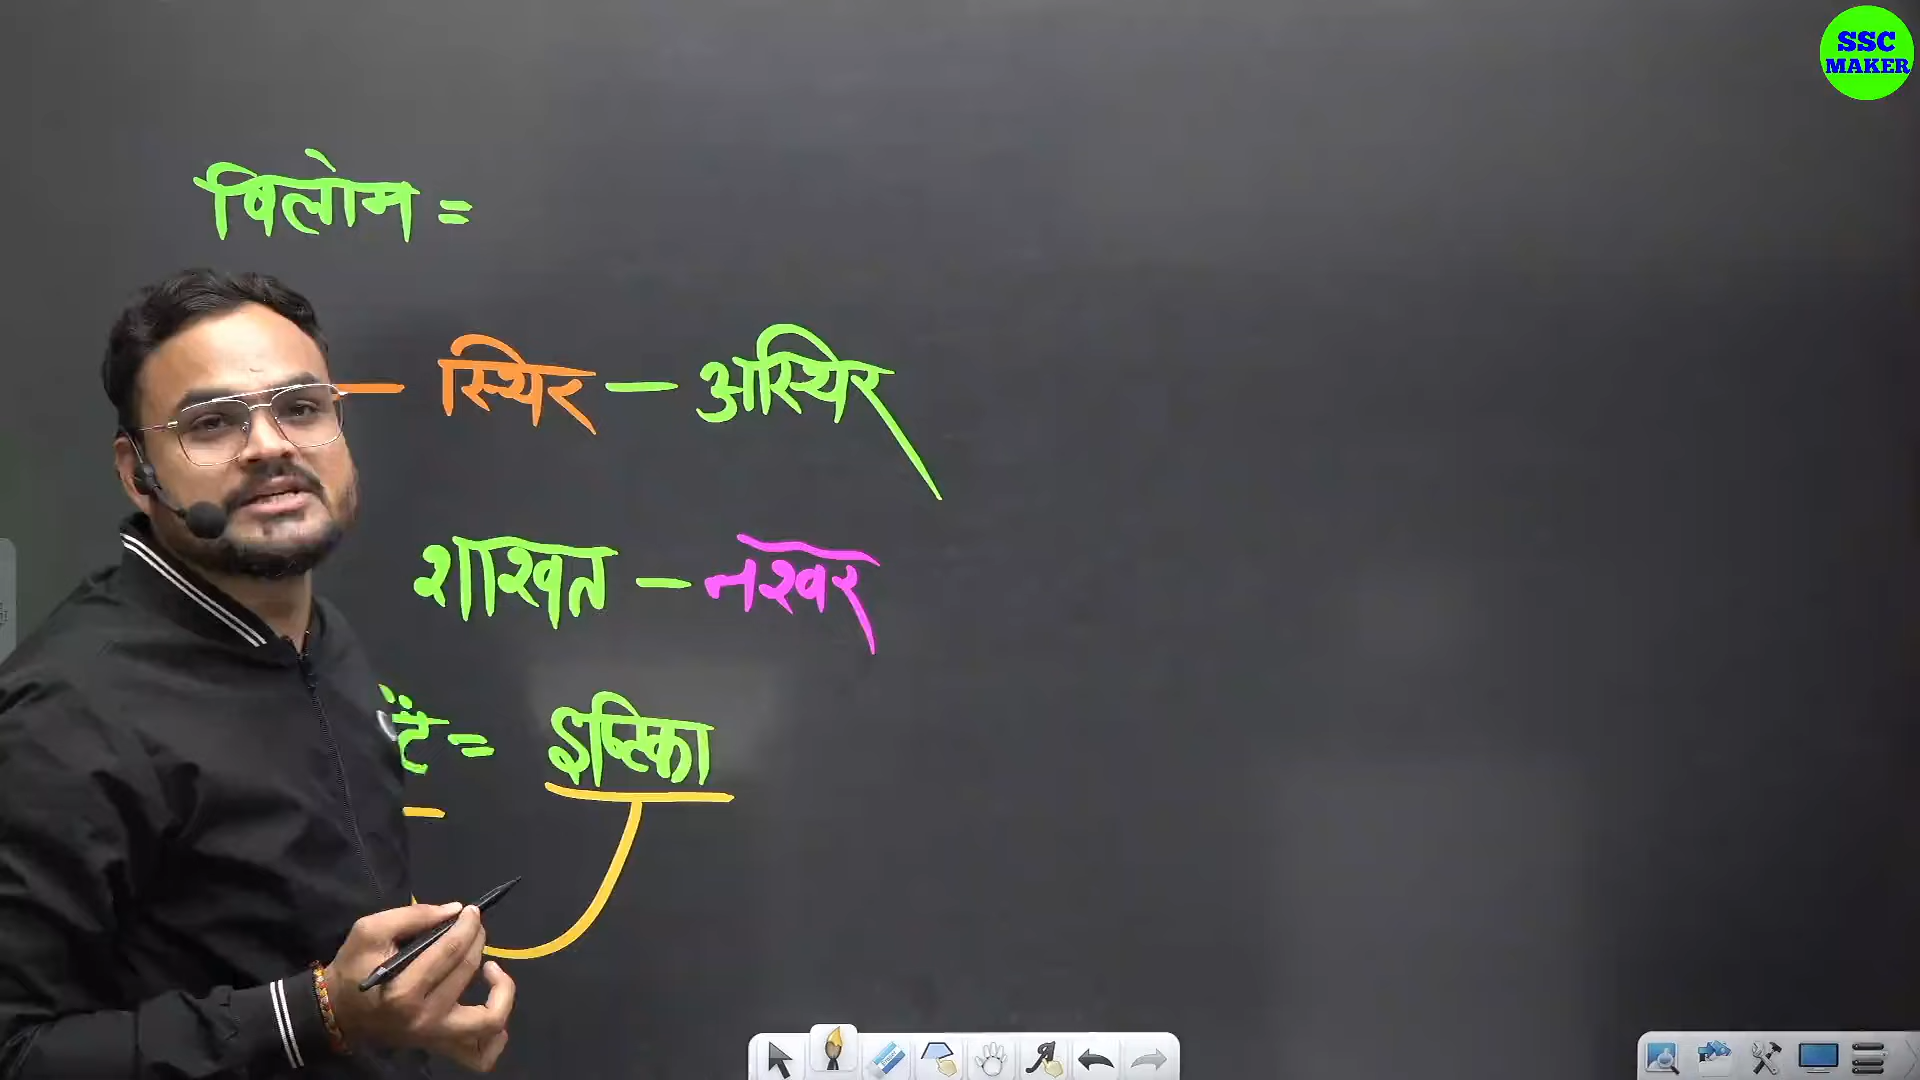 SSC
MAKER
विलोम =
— स्थिर — अस्थिर
शाश्वत — नश्वर
= इष्टिका